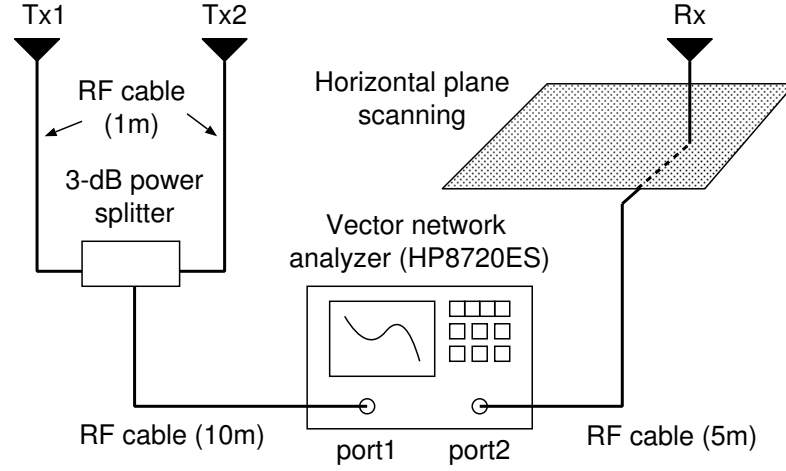 Tx1
Tx2
Rx
RF cable
(1m)
Horizontal plane
scanning
3-dB power
splitter
Vector network
analyzer (HP8720ES)
RF cable (10m)
port1
port2
RF cable (5m)